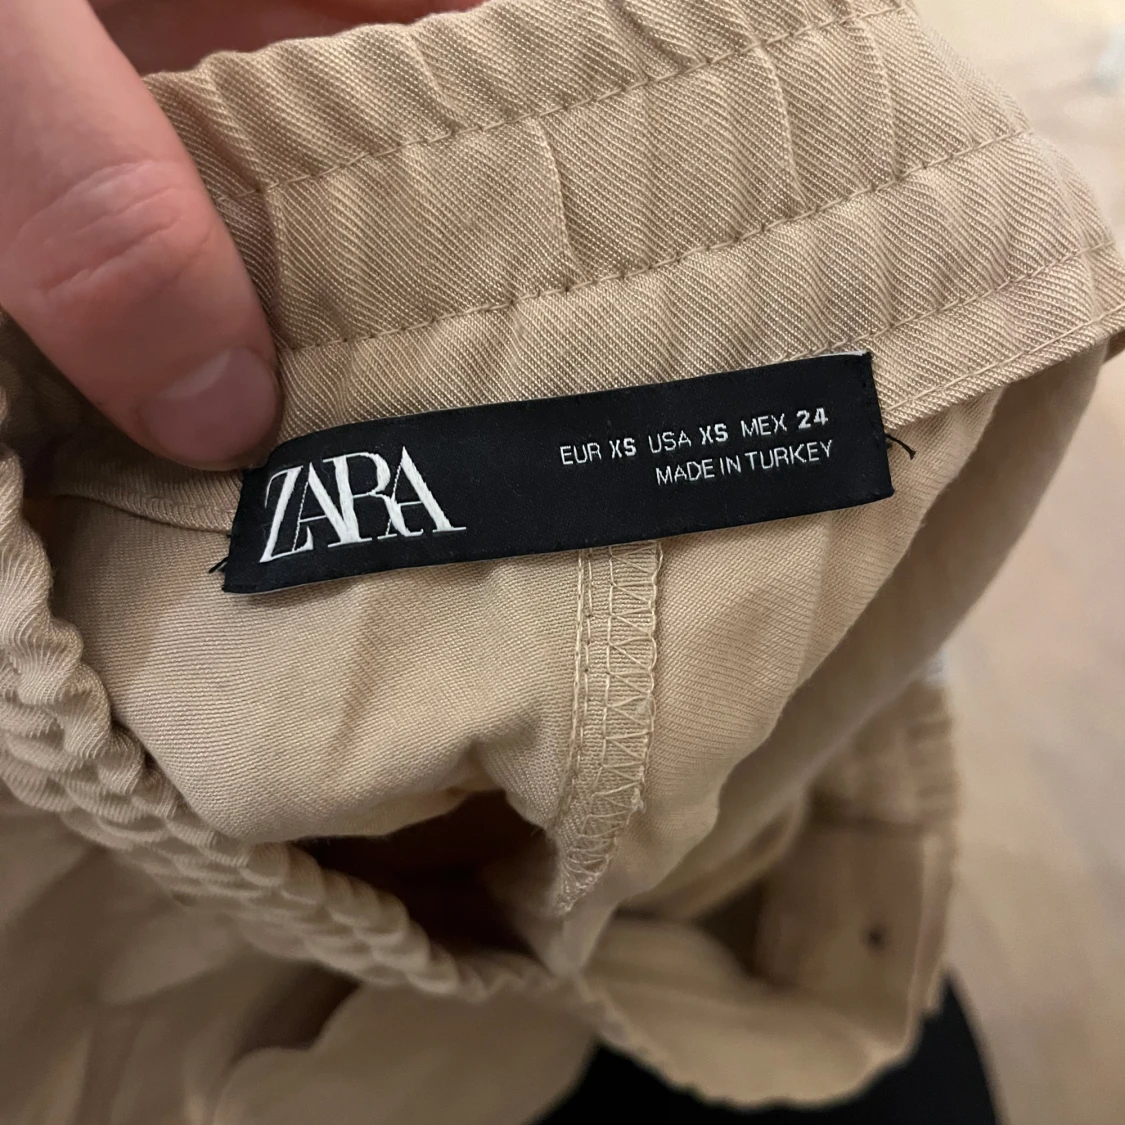 ZARA
EUR XS USA XS MEX 24
MADE IN TURKEY